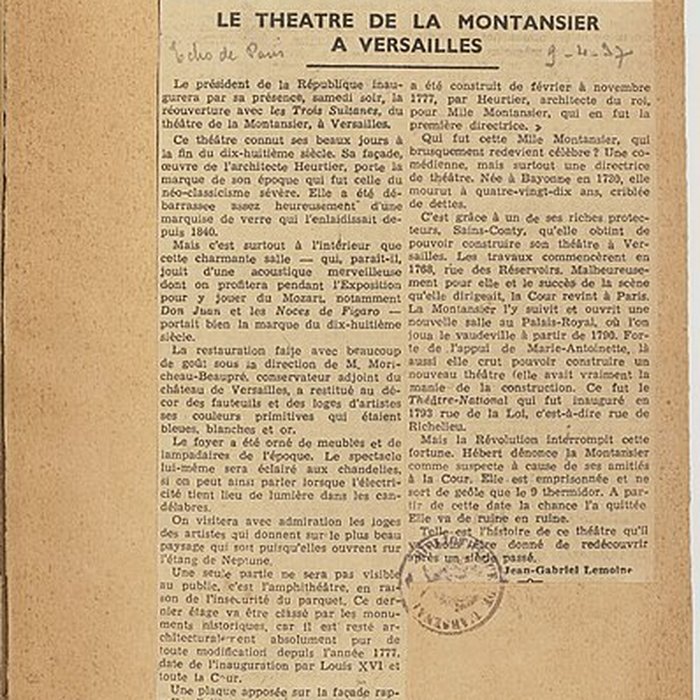 LE THEATRE DE LA MONTANSIER
A VERSAILLES
Echo de Paris
9-4-37
Le président de la République inau-
gurera par sa présence, samedi soir, la
réouverture avec les Trois Sultanes, du
théâtre de la Montansier, à Versailles.
Ce théâtre connut ses beaux jours à
la fin du dix-huitième siècle. Sa façade,
œuvre de l'architecte Heurtier, porte la
marque de son époque qui fut celle du
néo-classicisme sévère. Elle a été dé-
barrassée assez heureusement d'une
marquise de verre qui l'enlaidissait de-
puis 1840.
Mais c'est surtout à l'intérieur que
cette charmante salle — qui, paraît-il,
jouit d'une acoustique merveilleuse
dont on profitera pendant l'Exposition
pour y jouer du Mozart, notamment
Don Juan et les Noces de Figaro —
portait bien la marque du dix-huitième
siècle.
La restauration faite avec beaucoup
de goût sous la direction de M. Mori-
cheau-Beaupré, conservateur adjoint du
château de Versailles, a restitué au dé-
cor des fauteuils et des loges d'artistes
ses couleurs primitives qui étaient
bleues, blanches et or.
Le foyer a été orné de meubles et de
lampadaires de l'époque. Le spectacle
lui-même sera éclairé aux chandelles,
si on peut ainsi parler lorsque l'électri-
cité tient lieu de lumière dans les can-
délabres.
On visitera avec admiration les loges
des artistes qui donnent sur le plus beau
paysage qui soit puisqu'elles ouvrent sur
l'étang de Neptune.
Une seule partie ne sera pas visible
au public, c'est l'amphithéâtre, en rai-
son de l'insécurité du parquet. Ce der-
nier étage va être classé par les monu-
ments historiques, car il est resté ar-
chitecturalement absolument pur de
toute modification depuis l'année 1777,
date de l'inauguration par Louis XVI et
toute la Cour.
Une plaque apposée sur la façade rap-
a été construit de février à novembre
1777, par Heurtier, architecte du roi,
pour Mlle Montansier, qui en fut la
première directrice. »
Qui fut cette Mlle Montansier, qui
brusquement redevient célèbre ? Une co-
médienne, mais surtout une directrice
de théâtre. Née à Bayonne en 1730, elle
mourut à quatre-vingt-dix ans, criblée
de dettes.
C'est grâce à un de ses riches protec-
teurs, Sains-Conty, qu'elle obtint de
pouvoir construire son théâtre à Ver-
sailles. Les travaux commencèrent en
1768, rue des Réservoirs. Malheureuse-
ment pour elle et le succès de la scène
qu'elle dirigeait, la Cour revint à Paris.
La Montansier l'y suivit et ouvrit une
nouvelle salle au Palais-Royal, où l'on
joua le vaudeville à partir de 1790. For-
te de l'appui de Marie-Antoinette, là
aussi elle crut pouvoir construire un
nouveau théâtre (elle avait vraiment la
manie de la construction. Ce fut le
Théâtre-National qui fut inauguré en
1793 rue de la Loi, c'est-à-dire rue de
Richelieu.
Mais la Révolution interrompit cette
fortune. Hébert dénonce la Montansier
comme suspecte à cause de ses amitiés
à la Cour. Elle est emprisonnée et ne
sort de geôle que le 9 thermidor. A par-
tir de cette date la chance l'a quittée
Elle va de ruine en ruine.
Telle est l'histoire de ce théâtre qu'il
donné de redécouvrir
après un siècle passé.
Jean-Gabriel Lemoine